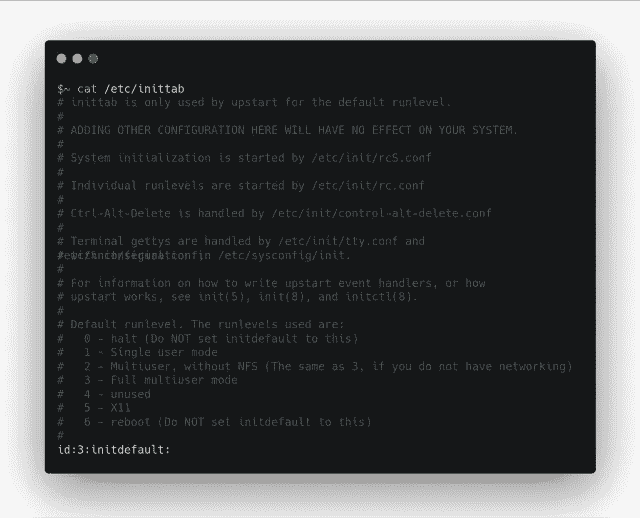 $~ cat /etc/inittab
# inittab is only used by upstart for the default runlevel.
#
# ADDING OTHER CONFIGURATION HERE WILL HAVE NO EFFECT ON YOUR SYSTEM.
#
# System initialization is started by /etc/init/rcS.conf
#
# Individual runlevels are started by /etc/init/rc.conf
#
# Ctrl-Alt-Delete is handled by /etc/init/control-alt-delete.conf
#
# Terminal gettys are handled by /etc/init/tty.conf and
in /etc/sysconfig/init.
#
# For information on how to write upstart event handlers, or how
# upstart works, see init(5), init(8), and initctl(8).
#
# Default runlevel. The runlevels used are:
#   0 - halt (Do NOT set initdefault to this)
#   1 - Single user mode
#   2 - Multiuser, without NFS (The same as 3, if you do not have networking)
#   3 - Full multiuser mode
#   4 - unused
#   5 - X11
#   6 - reboot (Do NOT set initdefault to this)
#
id:3:initdefault: